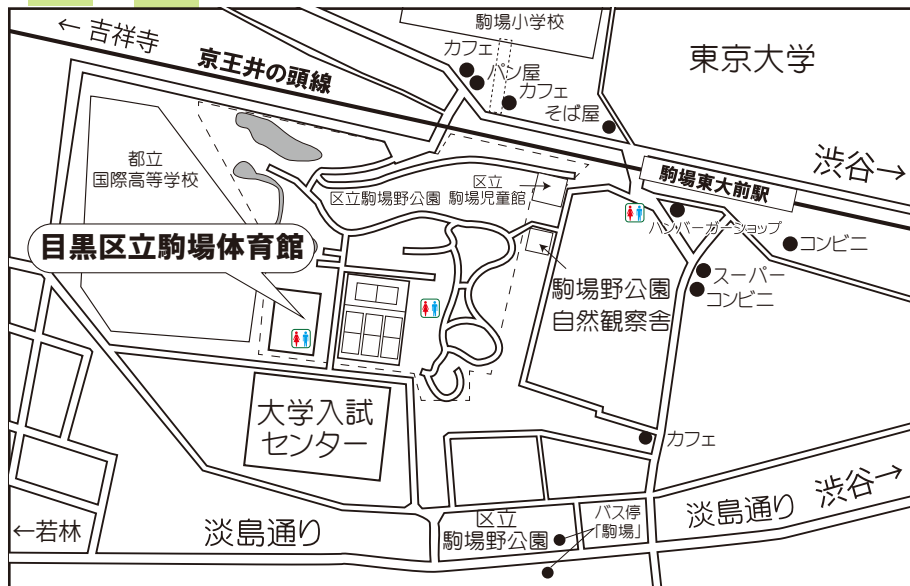 駒場小学校
← 吉祥寺
カフェ
パン屋
カフェ
そば屋
東京大学
京王井の頭線
渋谷→
都立
国際高等学校
区立駒場野公園
区立
駒場児童館
駒場東大前駅
ハンバーガーショップ
コンビニ
目黒区立駒場体育館
スーパー
コンビニ
駒場野公園
自然観察舎
大学入試
センター
カフェ
←若林
淡島通り
区立
駒場野公園
バス停
「駒場」
淡島通り
渋谷→